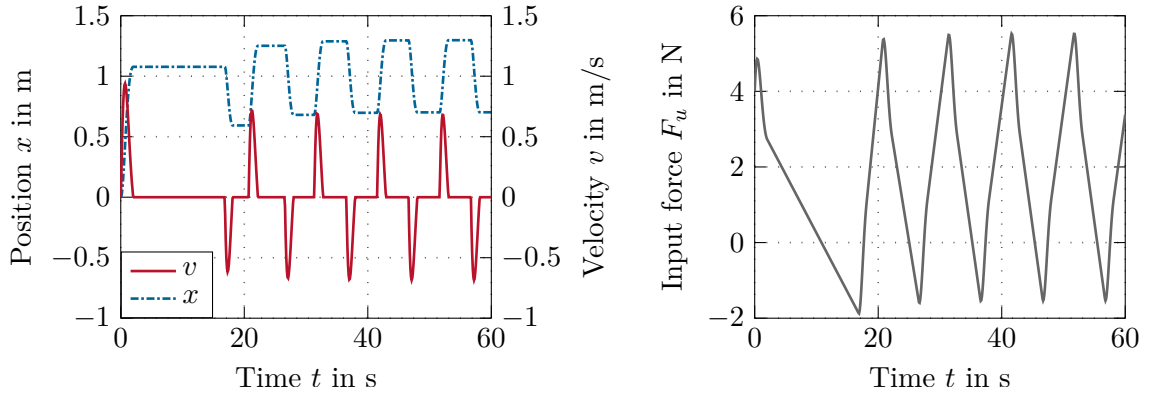 1.5
1
0.5
0
−0.5
−1
Position x in m
1.5
1
0.5
0
−0.5
−1
Velocity v in m/s
v
x
0 20 40 60
Time t in s
6
4
2
0
−2
Input force F_u in N
0 20 40 60
Time t in s